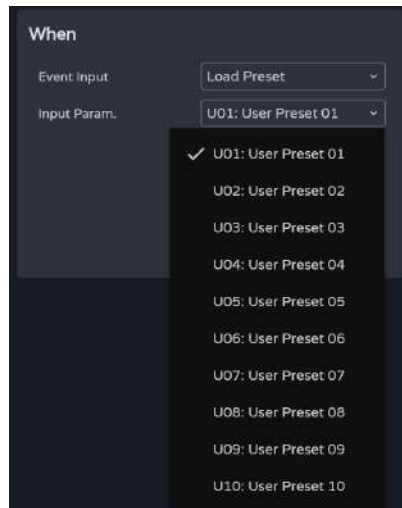 When
Event Input Load Preset
Input Param. U01: User Preset 01
U01: User Preset 01
U02: User Preset 02
U03: User Preset 03
U04: User Preset 04
U05: User Preset 05
U06: User Preset 06
U07: User Preset 07
U08: User Preset 08
U09: User Preset 09
U10: User Preset 10